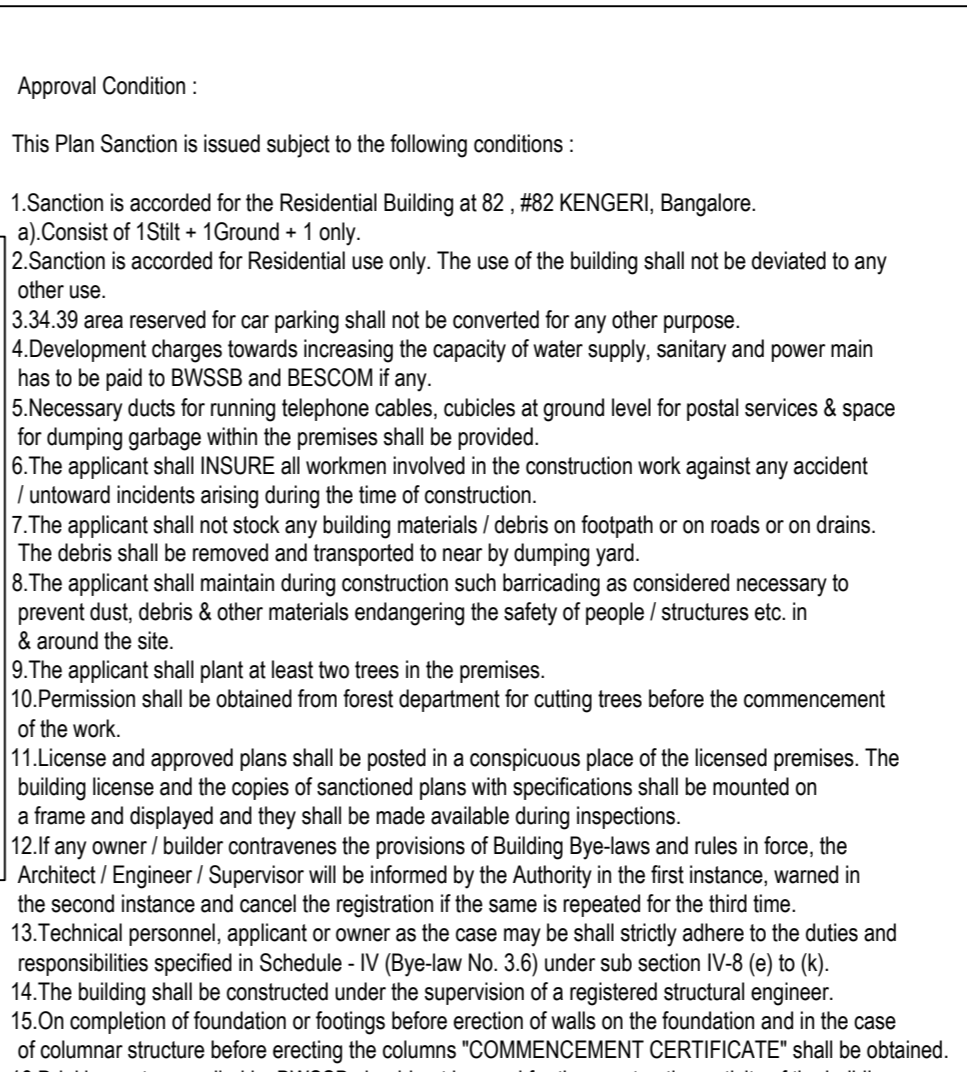 Approval Condition :
This Plan Sanction is issued subject to the following conditions :
1.Sanction is accorded for the Residential Building at 82 , #82 KENGERI, Bangalore.
a).Consist of 1Stilt + 1Ground + 1 only.
2.Sanction is accorded for Residential use only. The use of the building shall not be deviated to any
other use.
3.34.39 area reserved for car parking shall not be converted for any other purpose.
4.Development charges towards increasing the capacity of water supply, sanitary and power main
has to be paid to BWSSB and BESCOM if any.
5.Necessary ducts for running telephone cables, cubicles at ground level for postal services & space
for dumping garbage within the premises shall be provided.
6.The applicant shall INSURE all workmen involved in the construction work against any accident
/ untoward incidents arising during the time of construction.
7.The applicant shall not stock any building materials / debris on footpath or on roads or on drains.
The debris shall be removed and transported to near by dumping yard.
8.The applicant shall maintain during construction such barricading as considered necessary to
prevent dust, debris & other materials endangering the safety of people / structures etc. in
& around the site.
9.The applicant shall plant at least two trees in the premises.
10.Permission shall be obtained from forest department for cutting trees before the commencement
of the work.
11.License and approved plans shall be posted in a conspicuous place of the licensed premises. The
building license and the copies of sanctioned plans with specifications shall be mounted on
a frame and displayed and they shall be made available during inspections.
12.If any owner / builder contravenes the provisions of Building Bye-laws and rules in force, the
Architect / Engineer / Supervisor will be informed by the Authority in the first instance, warned in
the second instance and cancel the registration if the same is repeated for the third time.
13.Technical personnel, applicant or owner as the case may be shall strictly adhere to the duties and
responsibilities specified in Schedule - IV (Bye-law No. 3.6) under sub section IV-8 (e) to (k).
14.The building shall be constructed under the supervision of a registered structural engineer.
15.On completion of foundation or footings before erection of walls on the foundation and in the case
of columnar structure before erecting the columns "COMMENCEMENT CERTIFICATE" shall be obtained.